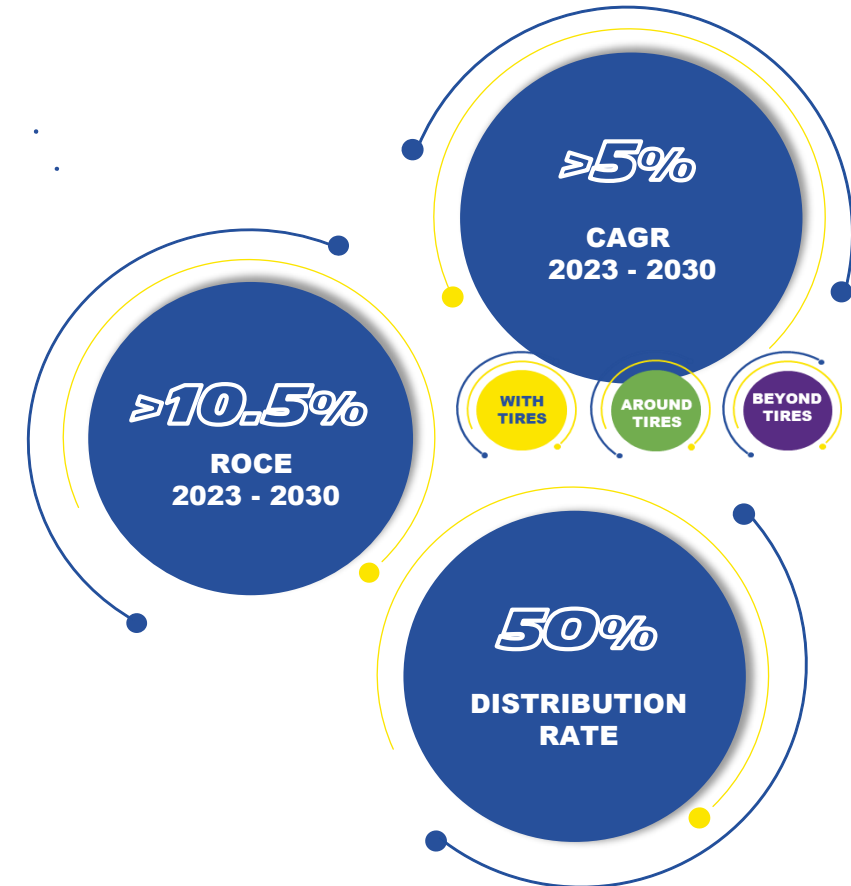 >5%
CAGR
2023 - 2030
WITH
TIRES
AROUND
TIRES
BEYOND
TIRES
>10.5%
ROCE
2023 - 2030
50%
DISTRIBUTION
RATE